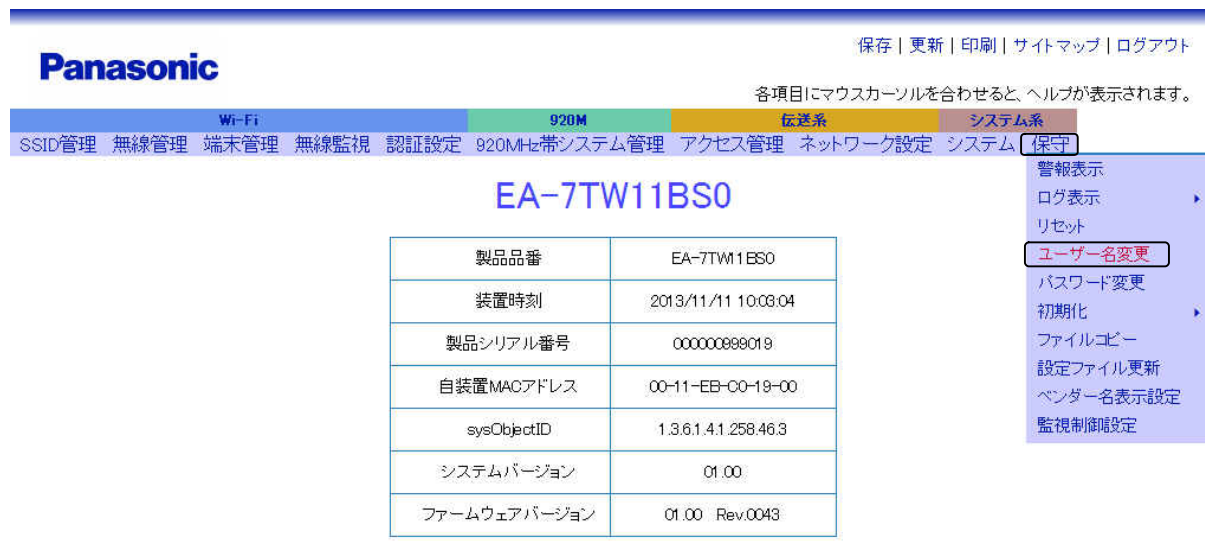 保存 | 更新 | 印刷 | サイトマップ | ログアウト
Panasonic
各項目にマウスカーソルを合わせると、ヘルプが表示されます。
Wi-Fi 920M 伝送系 システム系
SSID管理 無線管理 端末管理 無線監視 認証設定 920MHz帯システム管理 アクセス管理 ネットワーク設定 システム 保守
警報表示
ログ表示
リセット
ユーザー名変更
パスワード変更
初期化
ファイルコピー
設定ファイル更新
ベンダー名表示設定
監視制御設定
EA-7TW11BS0
製品品番 EA-7TW11BS0
装置時刻 2013/11/11 10:03:04
製品シリアル番号 000000999019
自装置MACアドレス 00-11-EB-C0-19-00
sysObjectID 1.3.6.1.4.1.258.46.3
システムバージョン 01.00
ファームウェアバージョン 01.00 Rev.0043